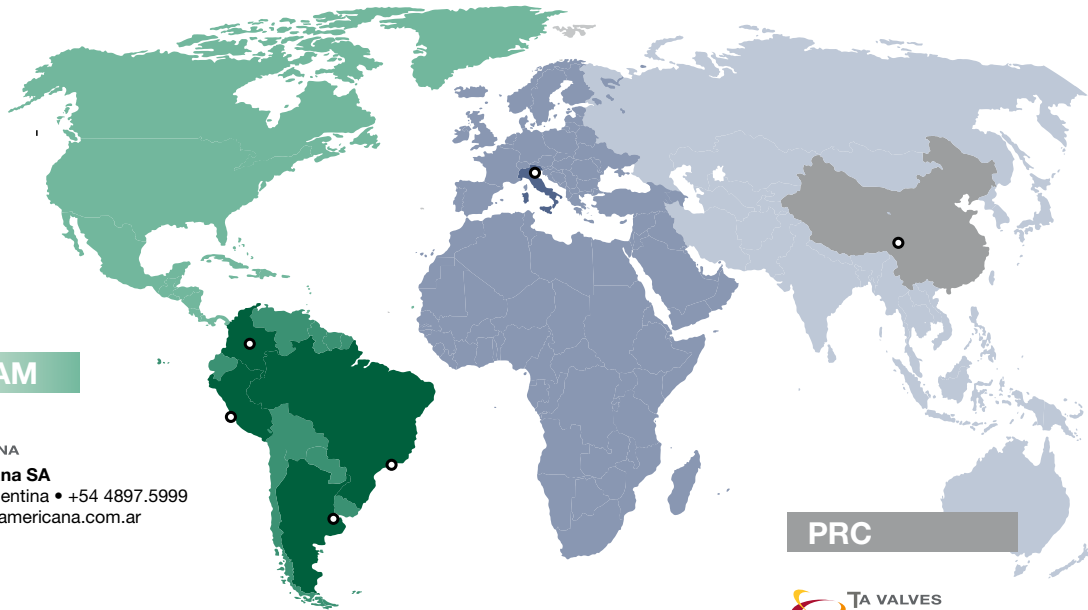 AM
NA
na SA
entina • +54 4897.5999
americana.com.ar
PRC
TA VALVES